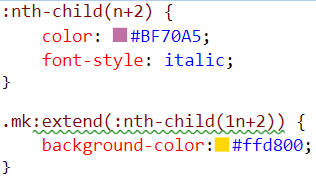 :nth-child(n+2) {
color: #BF70A5;
font-style: italic;
}
.mk:extend(:nth-child(1n+2)) {
background-color:#ffd800;
}